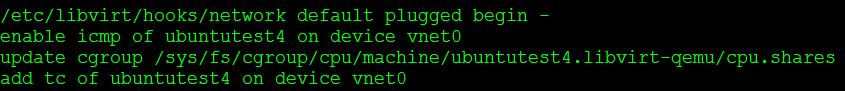 /etc/libvirt/hooks/network default plugged begin -
enable icmp of ubuntutest4 on device vnet0
update cgroup /sys/fs/cgroup/cpu/machine/ubuntutest4.libvirt-qemu/cpu.shares
add tc of ubuntutest4 on device vnet0